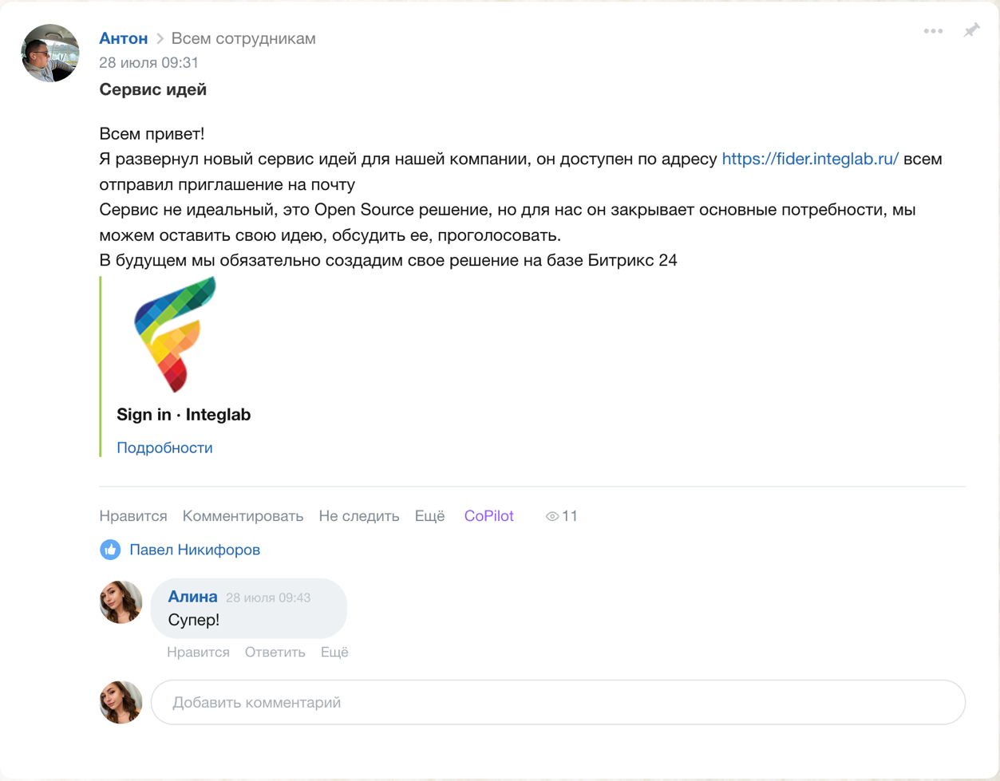 Антон > Всем сотрудникам
28 июля 09:31
Сервис идей
Всем привет!
Я развернул новый сервис идей для нашей компании, он доступен по адресу https://fider.integlab.ru/ всем
отправил приглашение на почту
Сервис не идеальный, это Open Source решение, но для нас он закрывает основные потребности, мы
можем оставить свою идею, обсудить ее, проголосовать.
В будущем мы обязательно создадим свое решение на базе Битрикс 24
Sign in · Integlab
Подробности
Нравится Комментировать Не следить Ещё CoPilot 11
Павел Никифоров
Алина 28 июля 09:43
Супер!
Нравится Ответить Ещё
Добавить комментарий